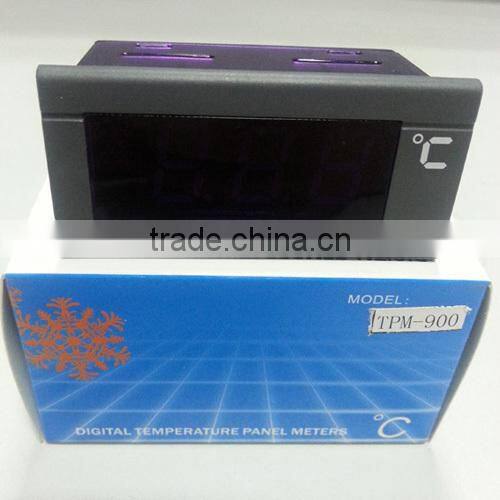 °C
trade.china.cn
MODEL:
TPM-900
DIGITAL TEMPERATURE PANEL METERS °C